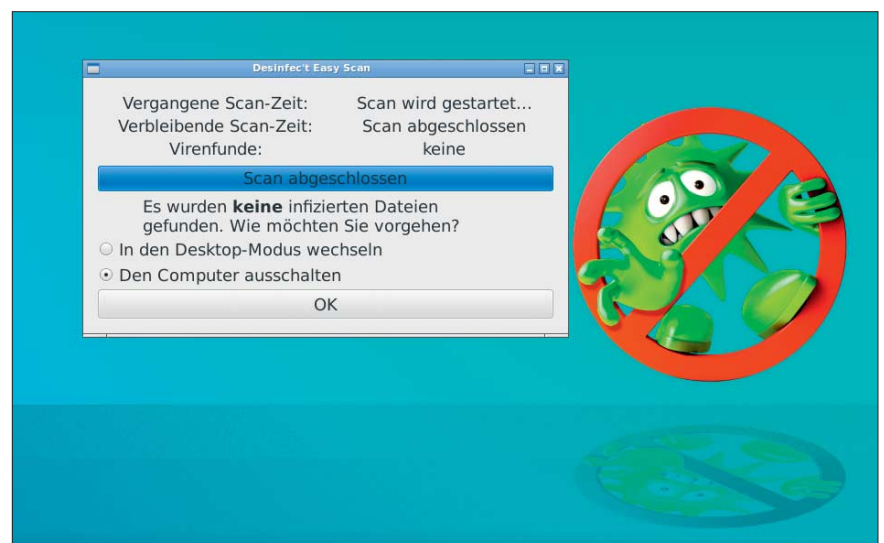 Desinfec't Easy Scan
Vergangene Scan-Zeit: Scan wird gestartet...
Verbleibende Scan-Zeit: Scan abgeschlossen
Virenfunde: keine
Scan abgeschlossen
Es wurden keine infizierten Dateien
gefunden. Wie möchten Sie vorgehen?
In den Desktop-Modus wechseln
Den Computer ausschalten
OK